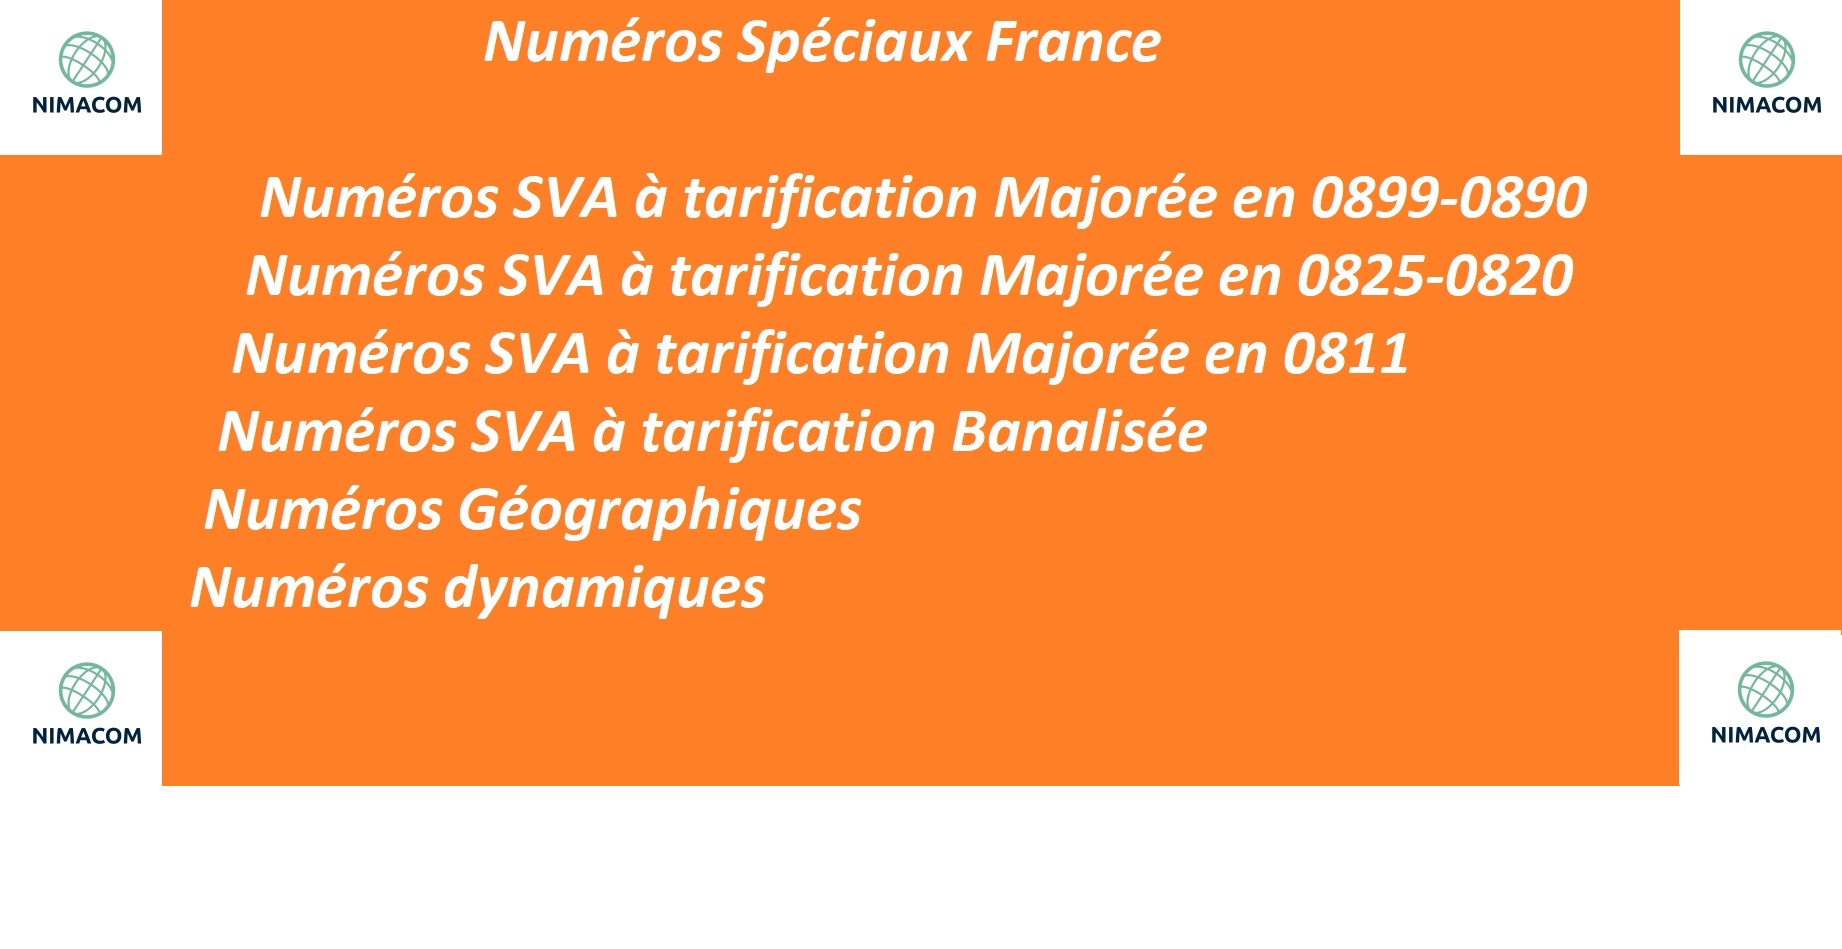 Numéros Spéciaux France
NIMACOM
NIMACOM
Numéros SVA à tarification Majorée en 0899-0890
Numéros SVA à tarification Majorée en 0825-0820
Numéros SVA à tarification Majorée en 0811
Numéros SVA à tarification Banalisée
Numéros Géographiques
Numéros dynamiques
NIMACOM
NIMACOM